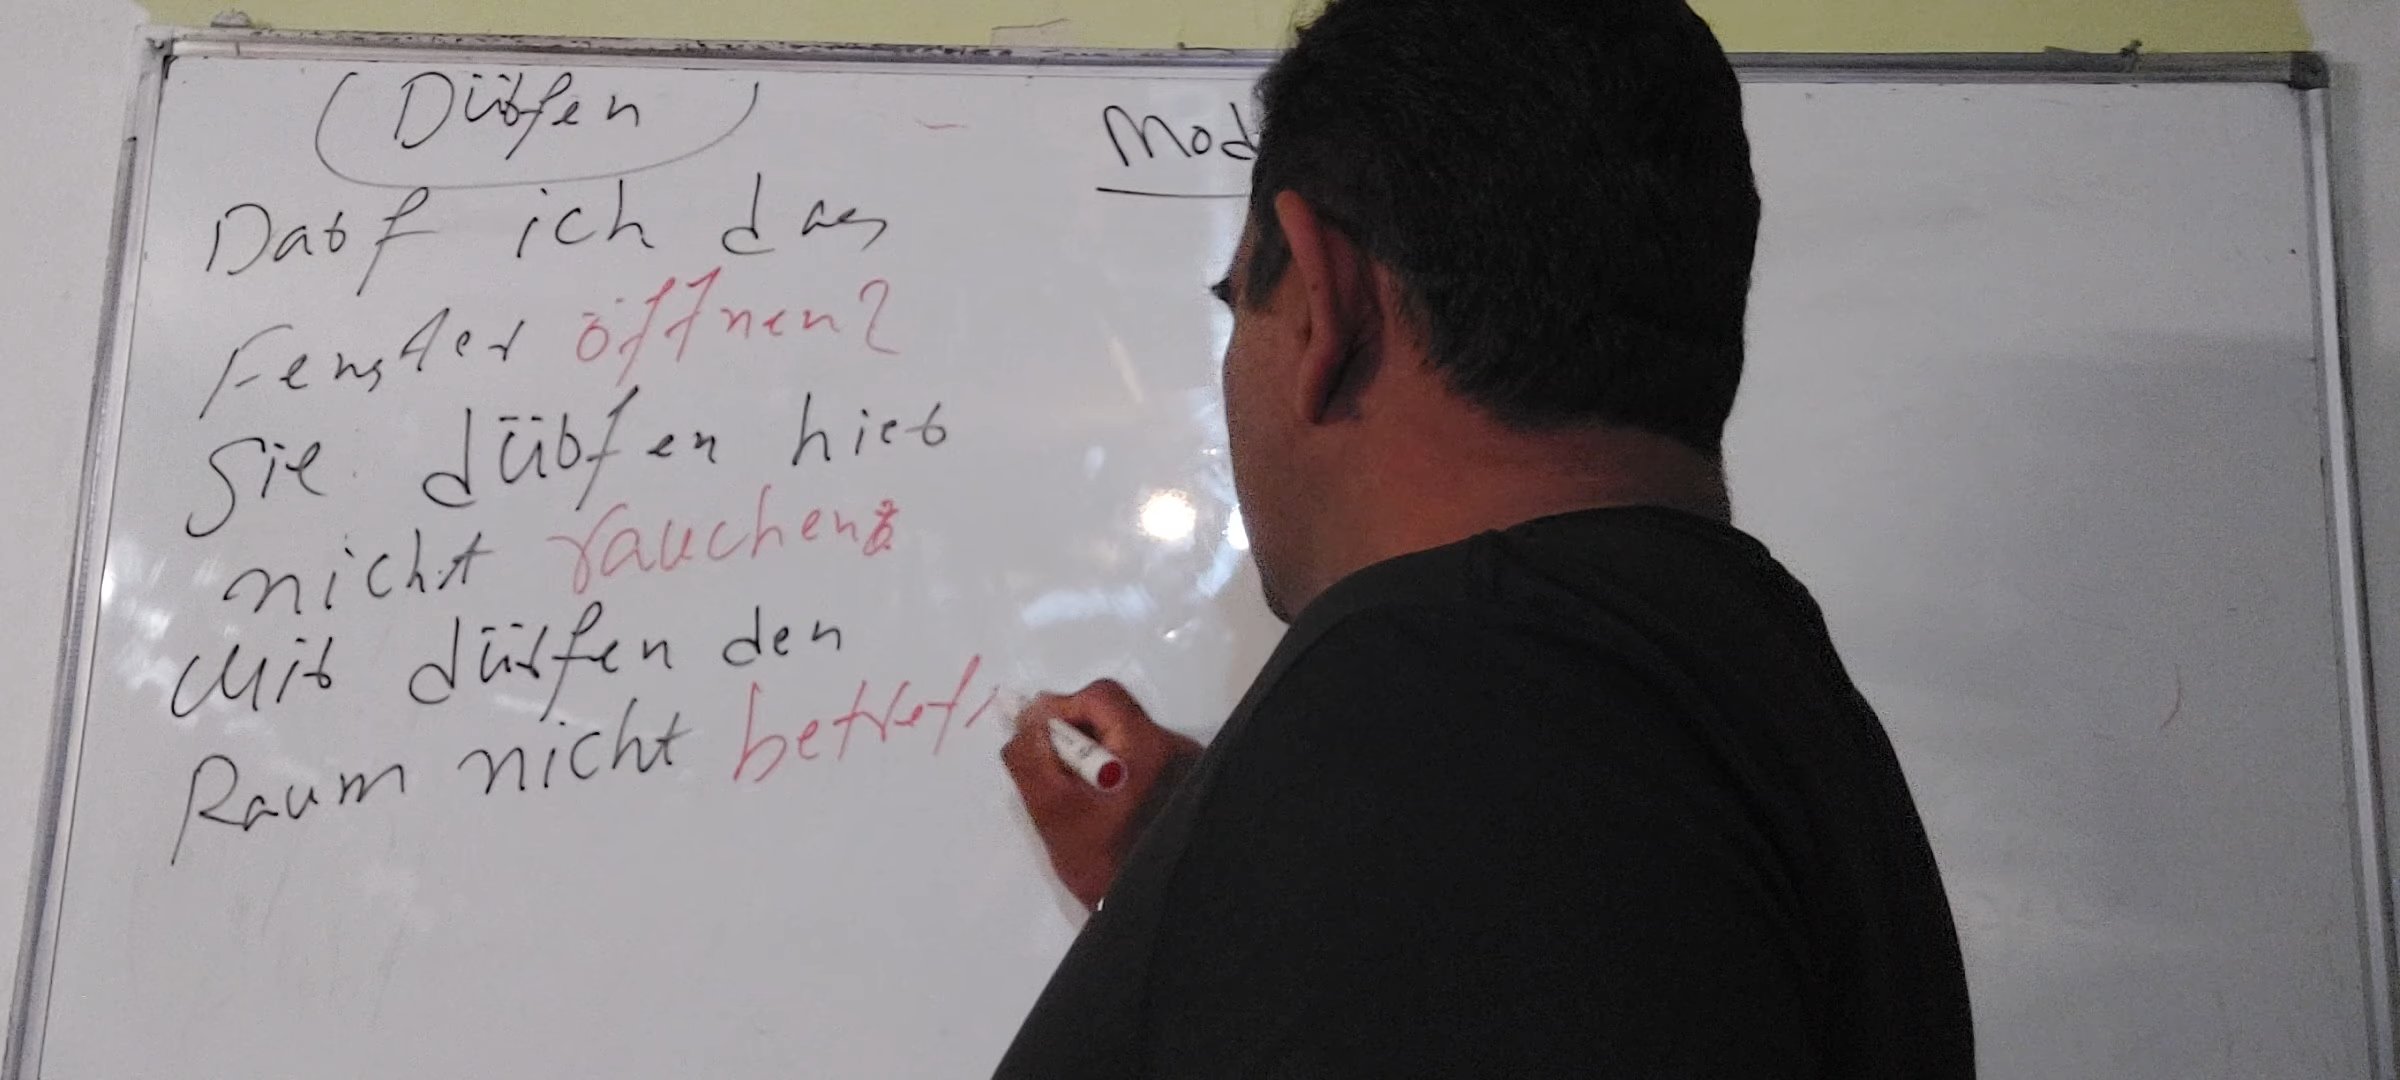 (Dürfen)
Mod
Darf ich das
Fenster öffnen?
Sie dürfen hier
nicht rauchen.
Wir dürfen den
Raum nicht betret